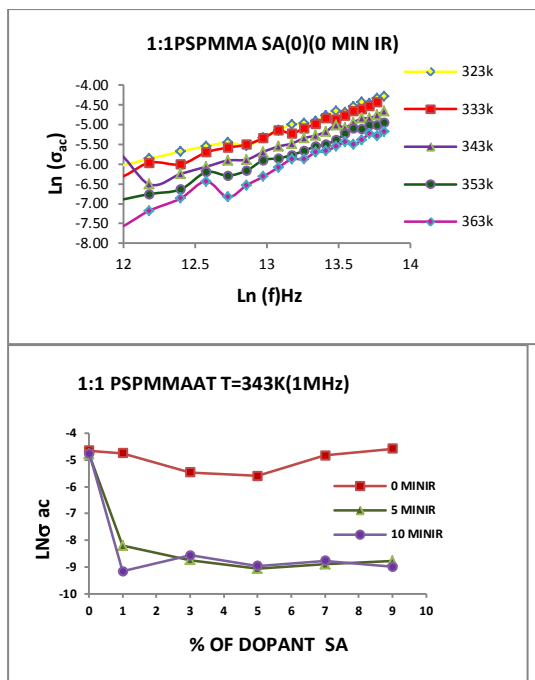 1:1PSPMMA SA(0)(0 MIN IR)
-4.00
-4.50
-5.00
-5.50
-6.00
-6.50
-7.00
-7.50
-8.00
Ln (σac)
12
12.5
13
13.5
14
Ln (f)Hz
323k
333k
343k
353k
363k
1:1 PSPMMAAT T=343K(1MHz)
-4
-5
-6
-7
-8
-9
-10
LNσ ac
0 1 2 3 4 5 6 7 8 9 10
% OF DOPANT SA
0 MINIR
5 MINIR
10 MINIR